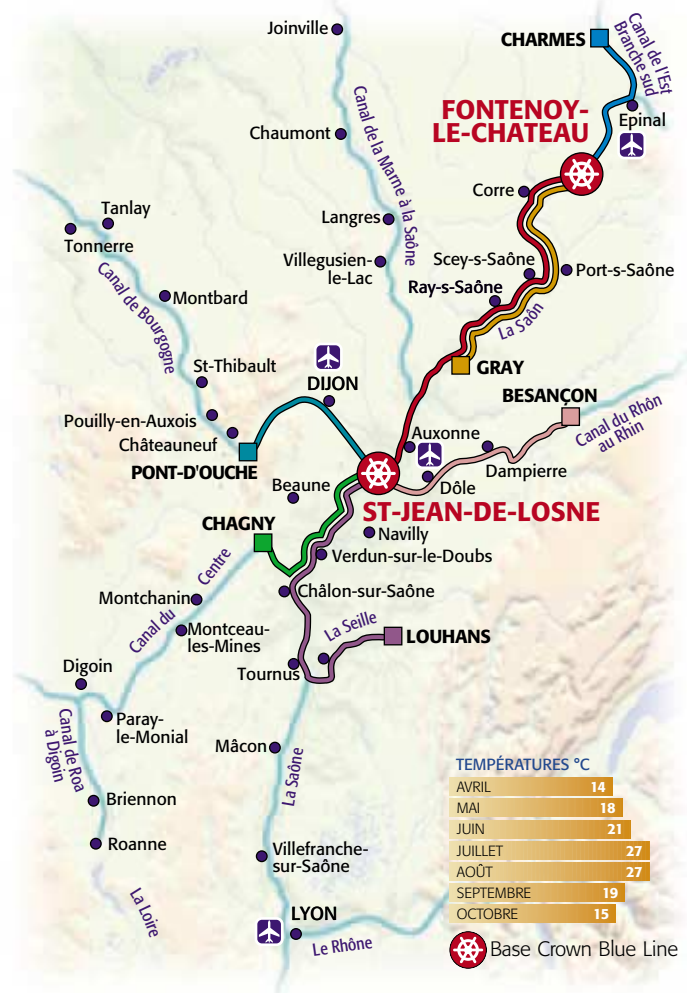 Joinville
CHARMES
Canal de l'Est
Branche sud
FONTENOY-
LE-CHATEAU
Epinal
Chaumont
Canal de la Marne à la Saône
Corre
Tanlay
Tonnerre
Langres
Villegusien-
le-Lac
Scey-s-Saône
Port-s-Saône
Ray-s-Saône
Canal de Bourgogne
Montbard
La Saôn
St-Thibault
DIJON
GRAY
BESANÇON
Canal du Rhôn
au Rhin
Pouilly-en-Auxois
Châteauneuf
Auxonne
PONT-D'OUCHE
Dampierre
Beaune
Dôle
ST-JEAN-DE-LOSNE
CHAGNY
Navilly
Verdun-sur-le-Doubs
Canal du Centre
Montchanin
Châlon-sur-Saône
Montceau-
les-Mines
La Seille
LOUHANS
Digoin
Tournus
Canal de Roa
à Digoin
Paray-
le-Monial
Mâcon
La Saône
TEMPÉRATURES °C
AVRIL 14
MAI 18
JUIN 21
JUILLET 27
AOÛT 27
SEPTEMBRE 19
OCTOBRE 15
Briennon
Roanne
Villefranche-
sur-Saône
La Loire
LYON
Le Rhône
Base Crown Blue Line